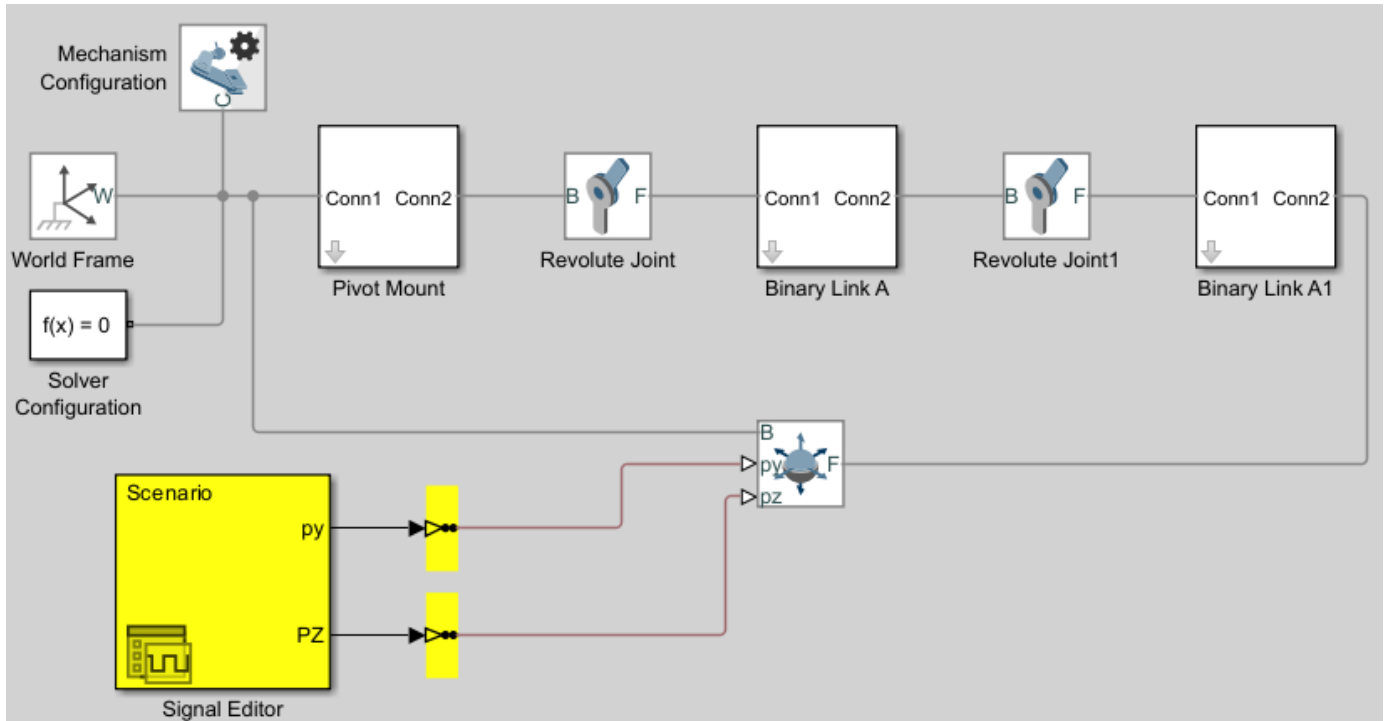 Mechanism
Configuration
C
W
World Frame
Conn1 Conn2
Pivot Mount
B F
Revolute Joint
Conn1 Conn2
Binary Link A
B F
Revolute Joint1
Conn1 Conn2
Binary Link A1
f(x) = 0
Solver
Configuration
B
py F
pz
Scenario
py
PZ
Signal Editor